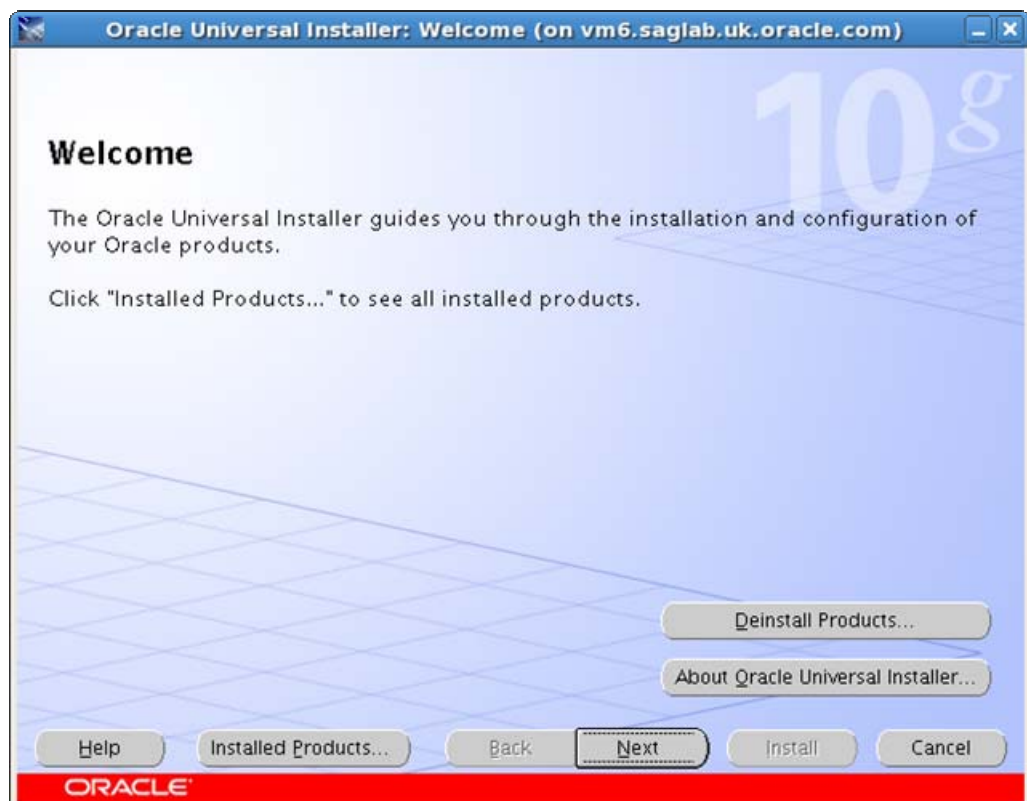 Oracle Universal Installer: Welcome (on vm6.saglab.uk.oracle.com)
10g
Welcome
The Oracle Universal Installer guides you through the installation and configuration of
your Oracle products.
Click "Installed Products..." to see all installed products.
Deinstall Products...
About Oracle Universal Installer...
Help Installed Products... Back Next Install Cancel
ORACLE